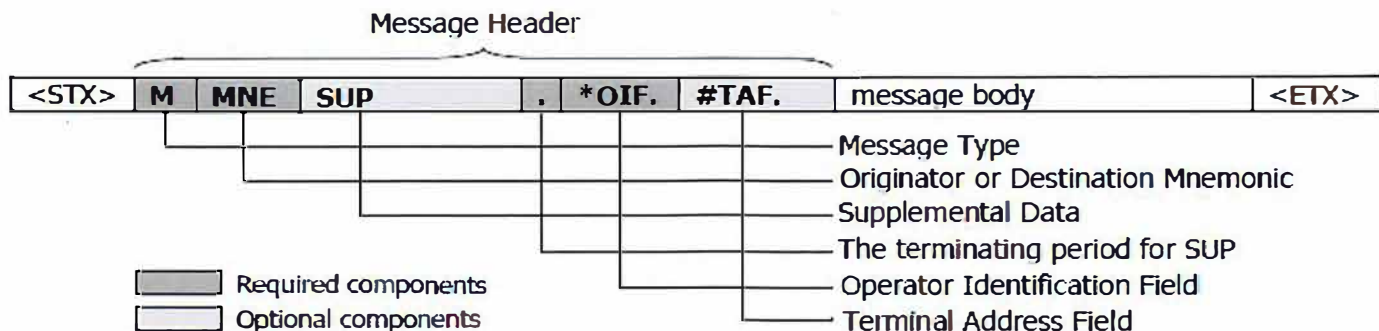 Message Header
<STX> M MNE SUP . *OIF. #TAF. message body <ETX>
Message Type
Originator or Destination Mnemonic
Supplemental Data
The terminating period for SUP
Operator Identification Field
Terminal Address Field
Required components
Optional components